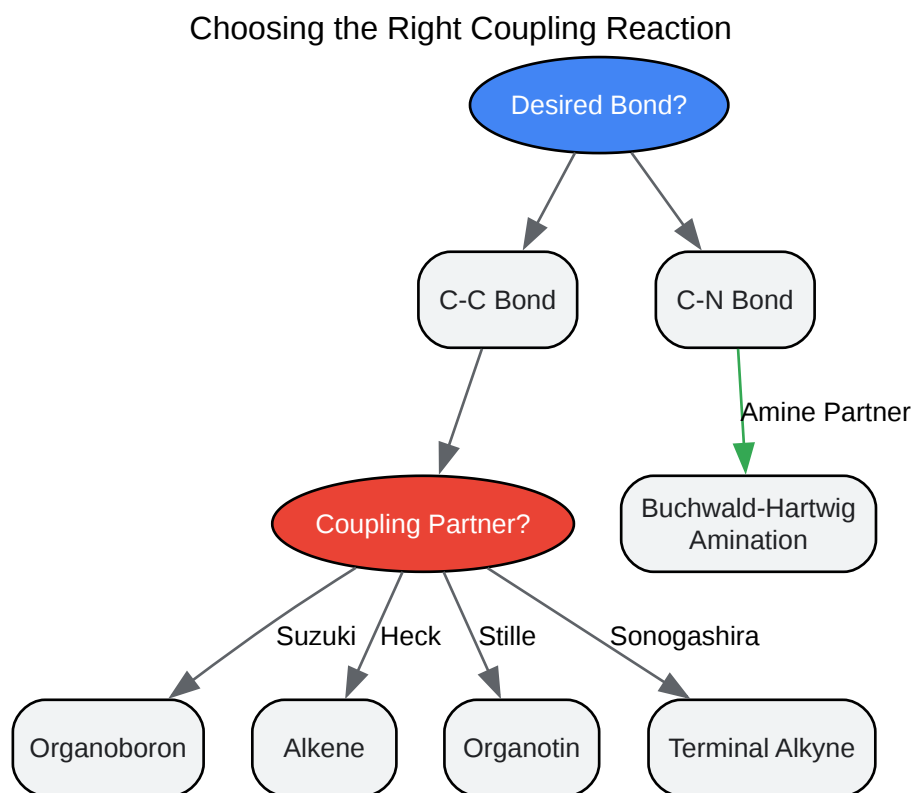 Choosing the Right Coupling Reaction
Desired Bond?
C-C Bond
C-N Bond
Amine Partner
Coupling Partner?
Buchwald-Hartwig
Amination
Suzuki
Heck
Stille
Sonogashira
Organoboron
Alkene
Organotin
Terminal Alkyne